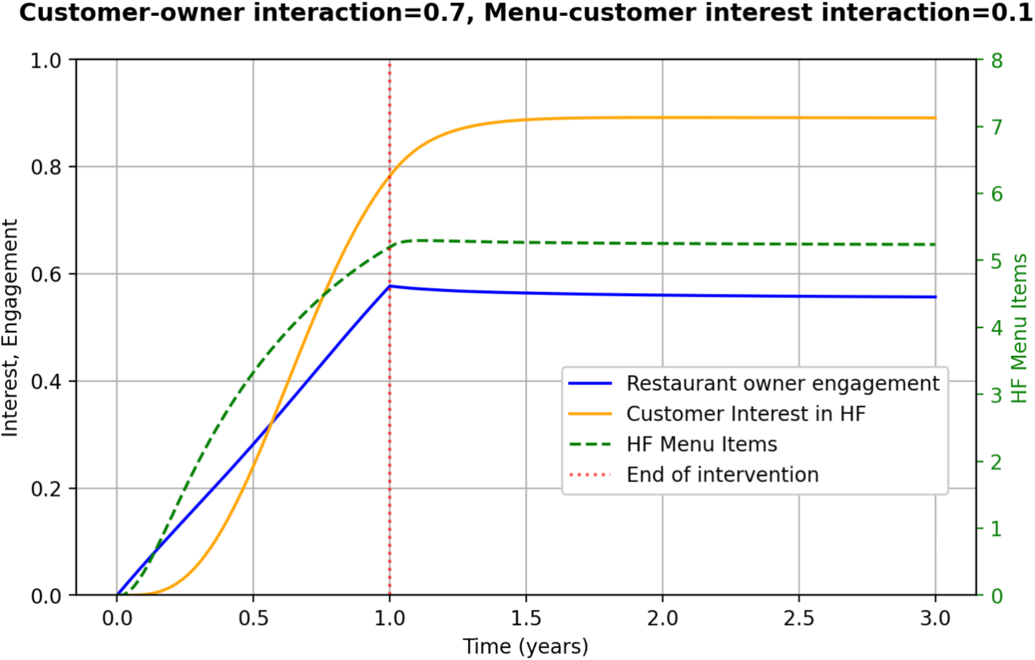 Customer-owner interaction=0.7, Menu-customer interest interaction=0.1
1.0
0.8
0.6
0.4
0.2
0.0
Interest, Engagement
8
7
6
5
4
3
2
1
0
HF Menu Items
Restaurant owner engagement
Customer Interest in HF
HF Menu Items
End of intervention
0.0 0.5 1.0 1.5 2.0 2.5 3.0
Time (years)